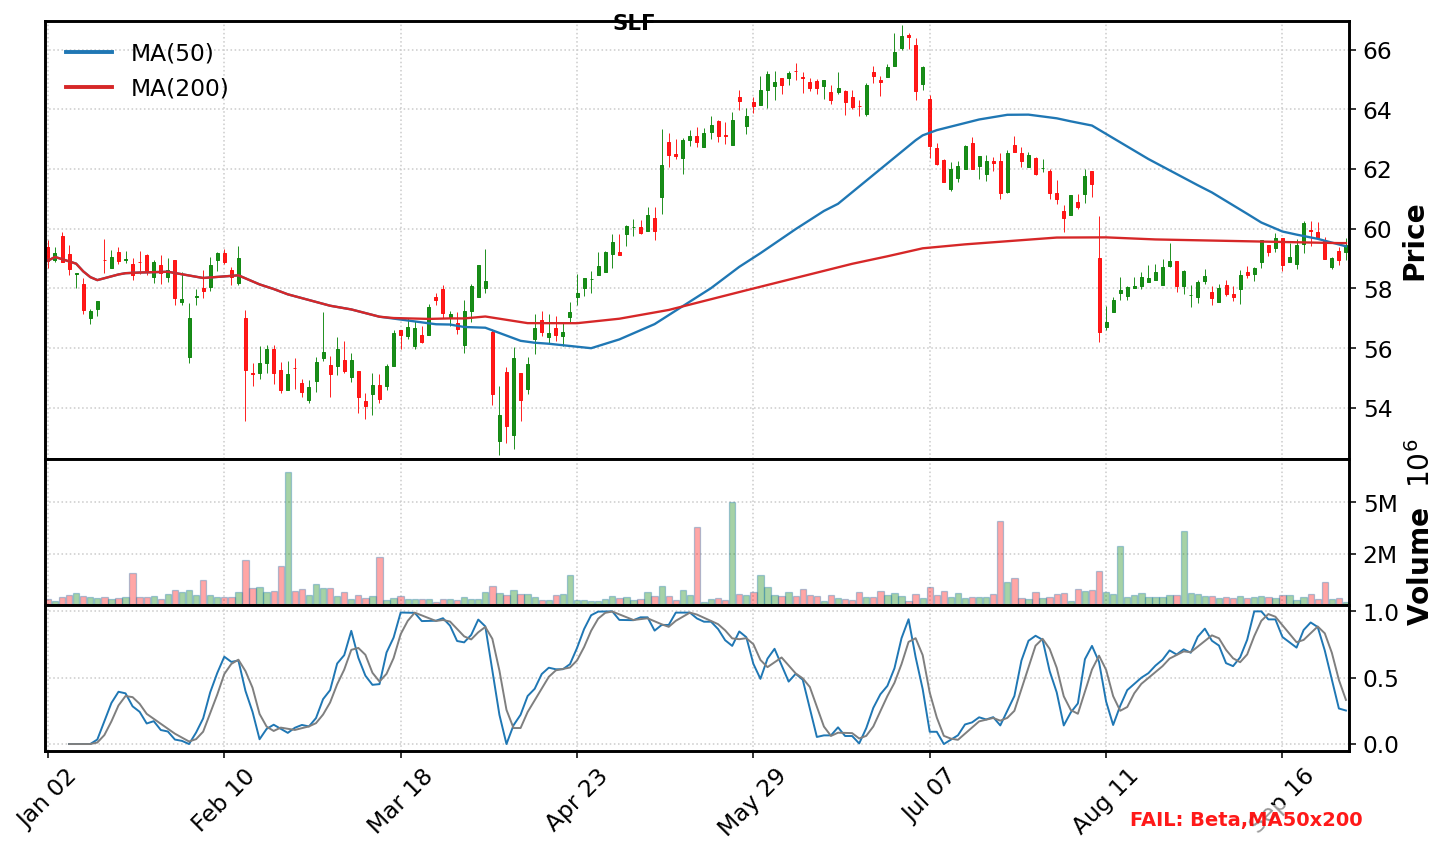 SLF
MA(50)
MA(200)
66
64
62
60
58
56
54
Price
10^6
5M
2M
Volume
1.0
0.5
0.0
Jan 02
Feb 10
Mar 18
Apr 23
May 29
Jul 07
Aug 11
Sep 16
FAIL: Beta,MA50x200